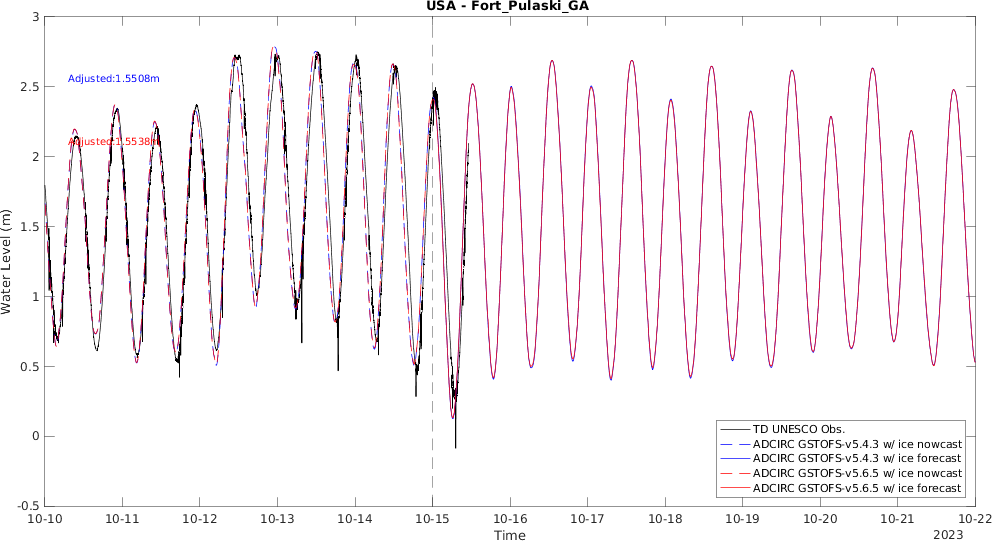 USA - Fort_Pulaski_GA
3
2.5
2
1.5
1
0.5
0
-0.5
Water Level (m)
Adjusted:1.5508m
Adjusted:1.5538m
TD UNESCO Obs.
ADCIRC GSTOFS-v5.4.3 w/ ice nowcast
ADCIRC GSTOFS-v5.4.3 w/ ice forecast
ADCIRC GSTOFS-v5.6.5 w/ ice nowcast
ADCIRC GSTOFS-v5.6.5 w/ ice forecast
10-10 10-11 10-12 10-13 10-14 10-15 10-16 10-17 10-18 10-19 10-20 10-21 10-22
Time
2023